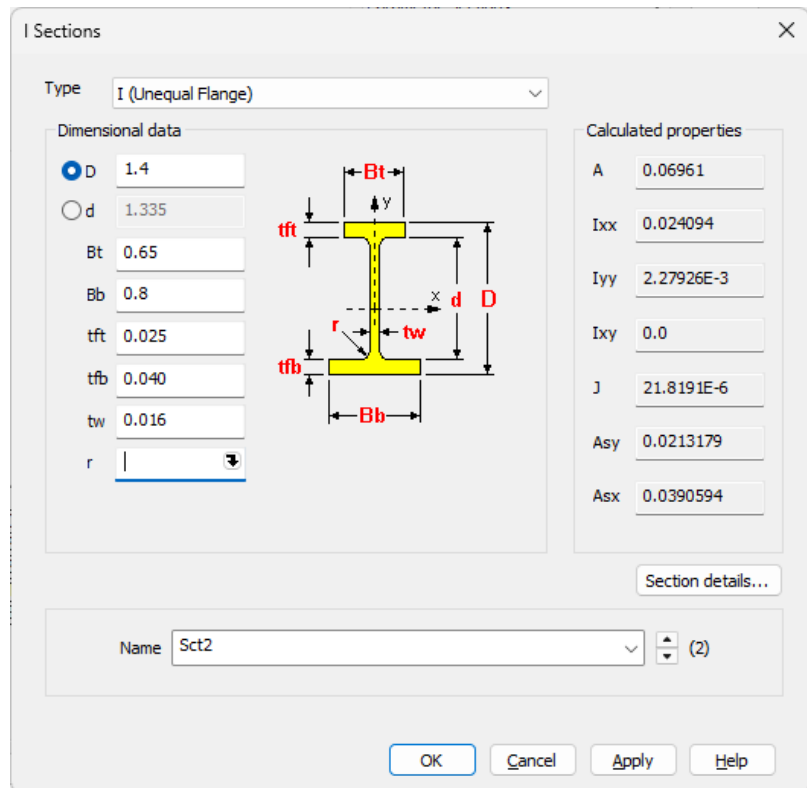 I Sections
Type I (Unequal Flange)
Dimensional data
D 1.4
d 1.335
Bt 0.65
Bb 0.8
tft 0.025
tfb 0.040
tw 0.016
r
Bt
y
tft
x
d
D
r
tw
tfb
Bb
Calculated properties
A 0.06961
Ixx 0.024094
Iyy 2.27926E-3
Ixy 0.0
J 21.8191E-6
Asy 0.0213179
Asx 0.0390594
Section details...
Name Sct2 (2)
OK Cancel Apply Help